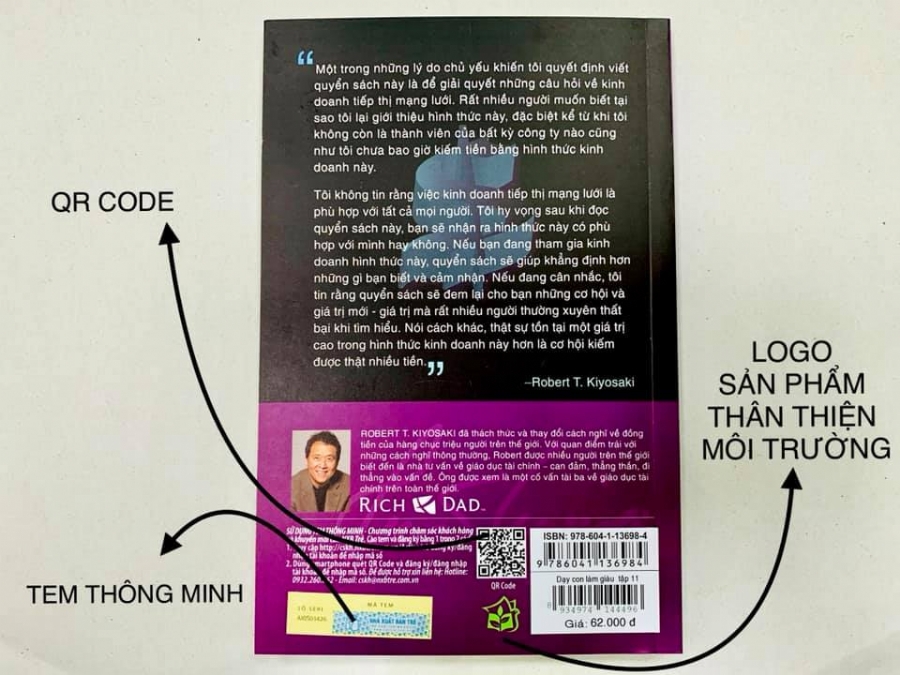 “
Một trong những lý do chủ yếu khiến tôi quyết định viết
quyển sách này là để giải quyết những câu hỏi về kinh
doanh tiếp thị mạng lưới. Rất nhiều người muốn biết tại
sao tôi lại giới thiệu hình thức này, đặc biệt kể từ khi tôi
không còn là thành viên của bất kỳ công ty nào cũng
như tôi chưa bao giờ kiếm tiền bằng hình thức kinh
doanh này.
Tôi không tin rằng việc kinh doanh tiếp thị mạng lưới là
phù hợp với tất cả mọi người. Tôi hy vọng sau khi đọc
quyển sách này, bạn sẽ nhận ra hình thức này có phù
hợp với mình hay không. Nếu bạn đang tham gia kinh
doanh hình thức này, quyển sách sẽ giúp khẳng định hơn
những gì bạn biết và cảm nhận. Nếu đang cân nhắc, tôi
tin rằng quyển sách sẽ đem lại cho bạn những cơ hội và
giá trị mới - giá trị mà rất nhiều người thường xuyên thất
bại khi tìm hiểu. Nói cách khác, thật sự tồn tại một giá trị
cao trong hình thức kinh doanh này hơn là cơ hội kiếm
được thật nhiều tiền.”
–Robert T. Kiyosaki
QR CODE
LOGO
SẢN PHẨM
THÂN THIỆN
MÔI TRƯỜNG
TEM THÔNG MINH
ROBERT T. KIYOSAKI đã thách thức và thay đổi cách nghĩ về đồng
tiền của hàng chục triệu người trên thế giới. Với quan điểm trái với
những cách nghĩ thông thường, Robert được nhiều người trên thế giới
biết đến là nhà tư vấn về giáo dục tài chính – can đảm, thẳng thắn, đi
thẳng vào vấn đề. Ông được xem là một cố vấn tài ba về giáo dục tài
chính trên toàn thế giới.
RICH DAD™
SỬ DỤNG THÔNG MINH - Chương trình chăm sóc khách hàng
khuyến mãi Trẻ. Cào tem và đăng ký bằng 1 trong 2
1. cập http://cskh. đăng ký/đăng
nhập tài khoản để nhập mã số
2. Dùng smartphone quét QR Code và đăng ký/đăng nhập
tài khoản để nhập mã số. Để được hỗ trợ xin liên hệ: Hotline:
Email: cskh@nxbtre.com.vn
QR Code
ISBN: 978-604-1-13698-4
9 786041 136984
Dạy con làm giàu tập 11
8 934974 144496
Giá: 62.000 đ
LÔ SERI
MÃ TEM
NHÀ XUẤT BẢN TRẺ